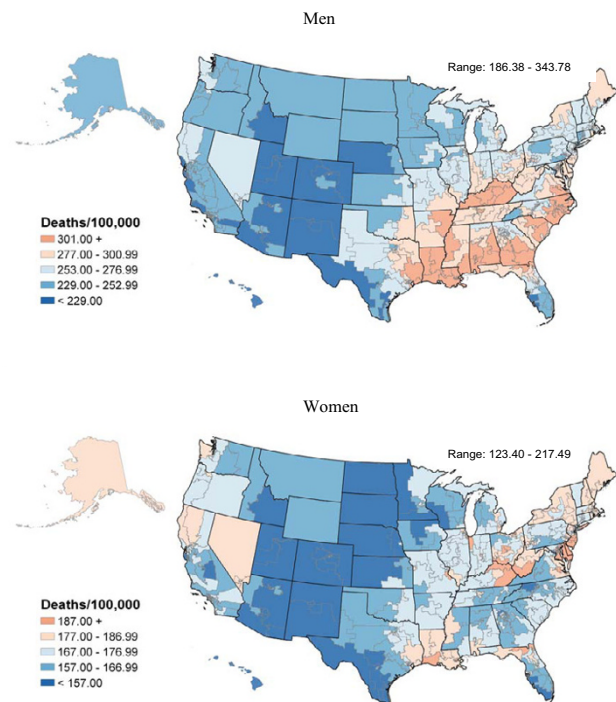 Men
Range: 186.38 - 343.78
Deaths/100,000
301.00 +
277.00 - 300.99
253.00 - 276.99
229.00 - 252.99
< 229.00
Women
Range: 123.40 - 217.49
Deaths/100,000
187.00 +
177.00 - 186.99
167.00 - 176.99
157.00 - 166.99
< 157.00